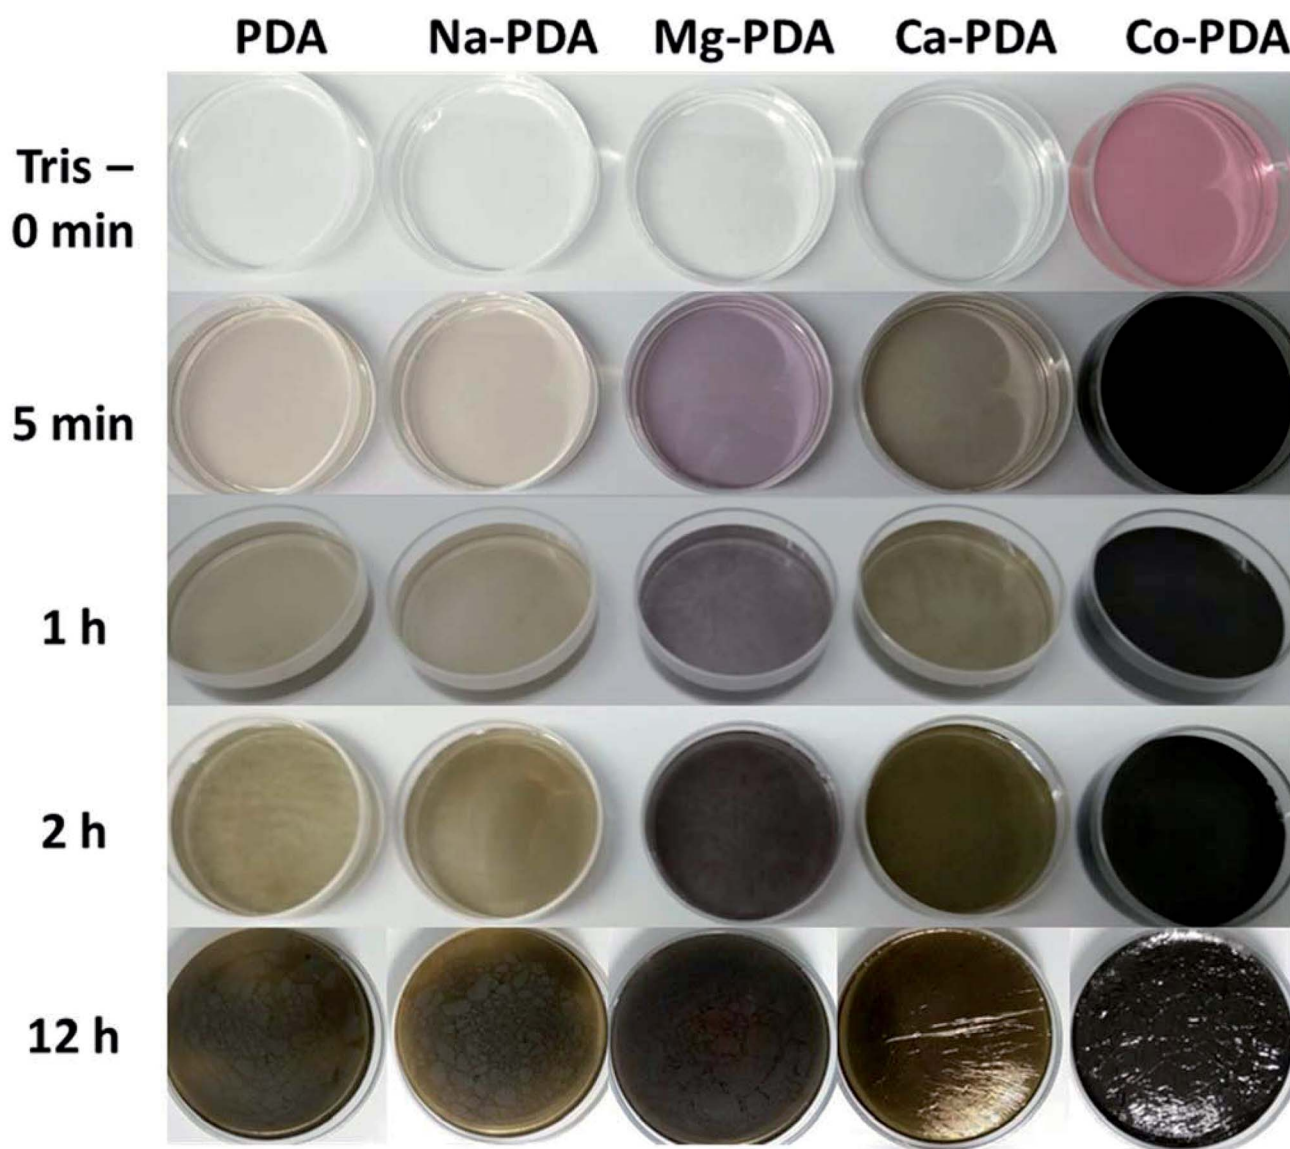 PDA Na-PDA Mg-PDA Ca-PDA Co-PDA
Tris –
0 min
5 min
1 h
2 h
12 h